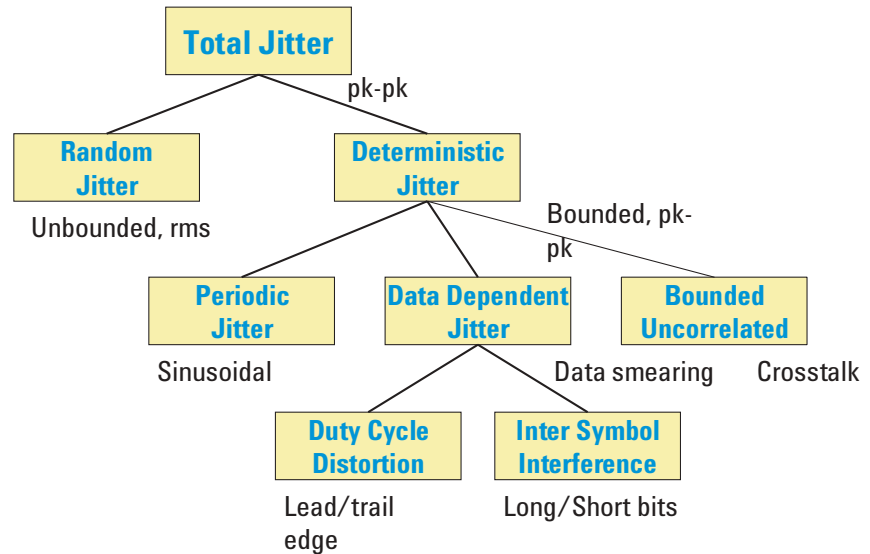 Total Jitter
pk-pk
Random
Jitter
Deterministic
Jitter
Unbounded, rms
Bounded, pk-
pk
Periodic
Jitter
Data Dependent
Jitter
Bounded
Uncorrelated
Sinusoidal
Data smearing
Crosstalk
Duty Cycle
Distortion
Inter Symbol
Interference
Lead/trail
edge
Long/Short bits